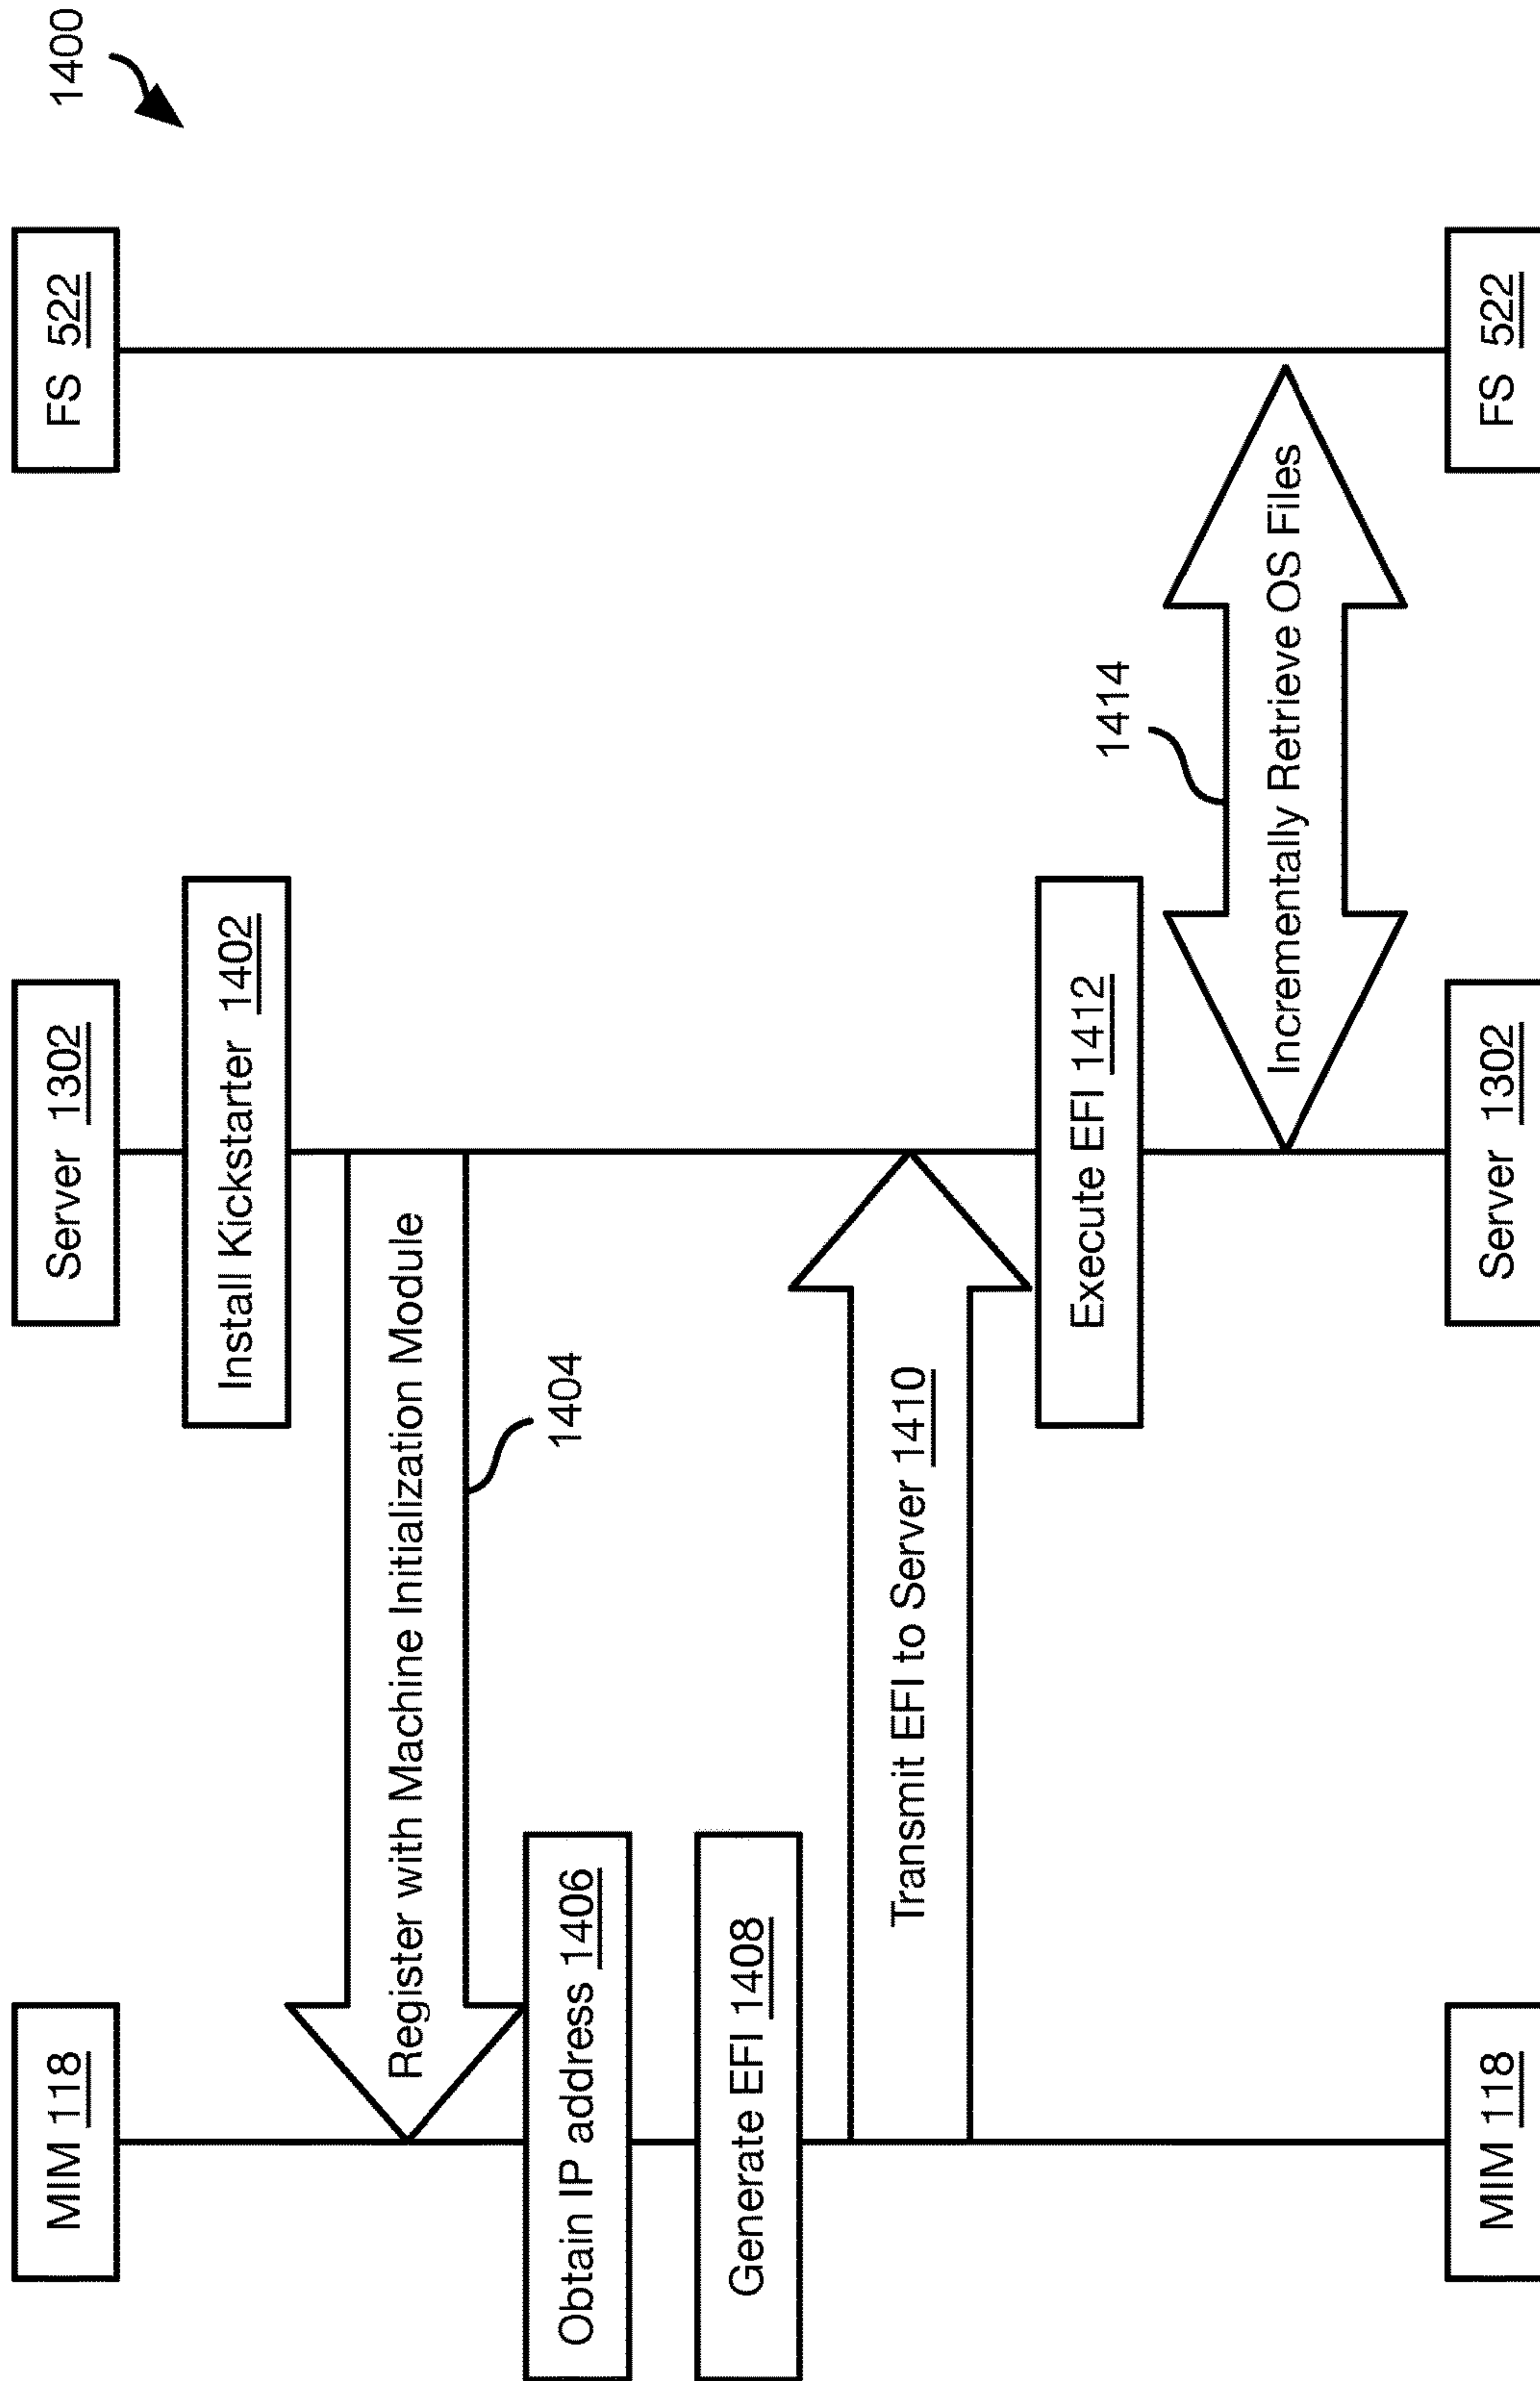 1400
MIM 118
Server 1302
FS 522
Install Kickstarter 1402
Register with Machine Initialization Module
1404
Obtain IP address 1406
Generate EFI 1408
Transmit EFI to Server 1410
Execute EFI 1412
1414
Incrementally Retrieve OS Files
MIM 118
Server 1302
FS 522